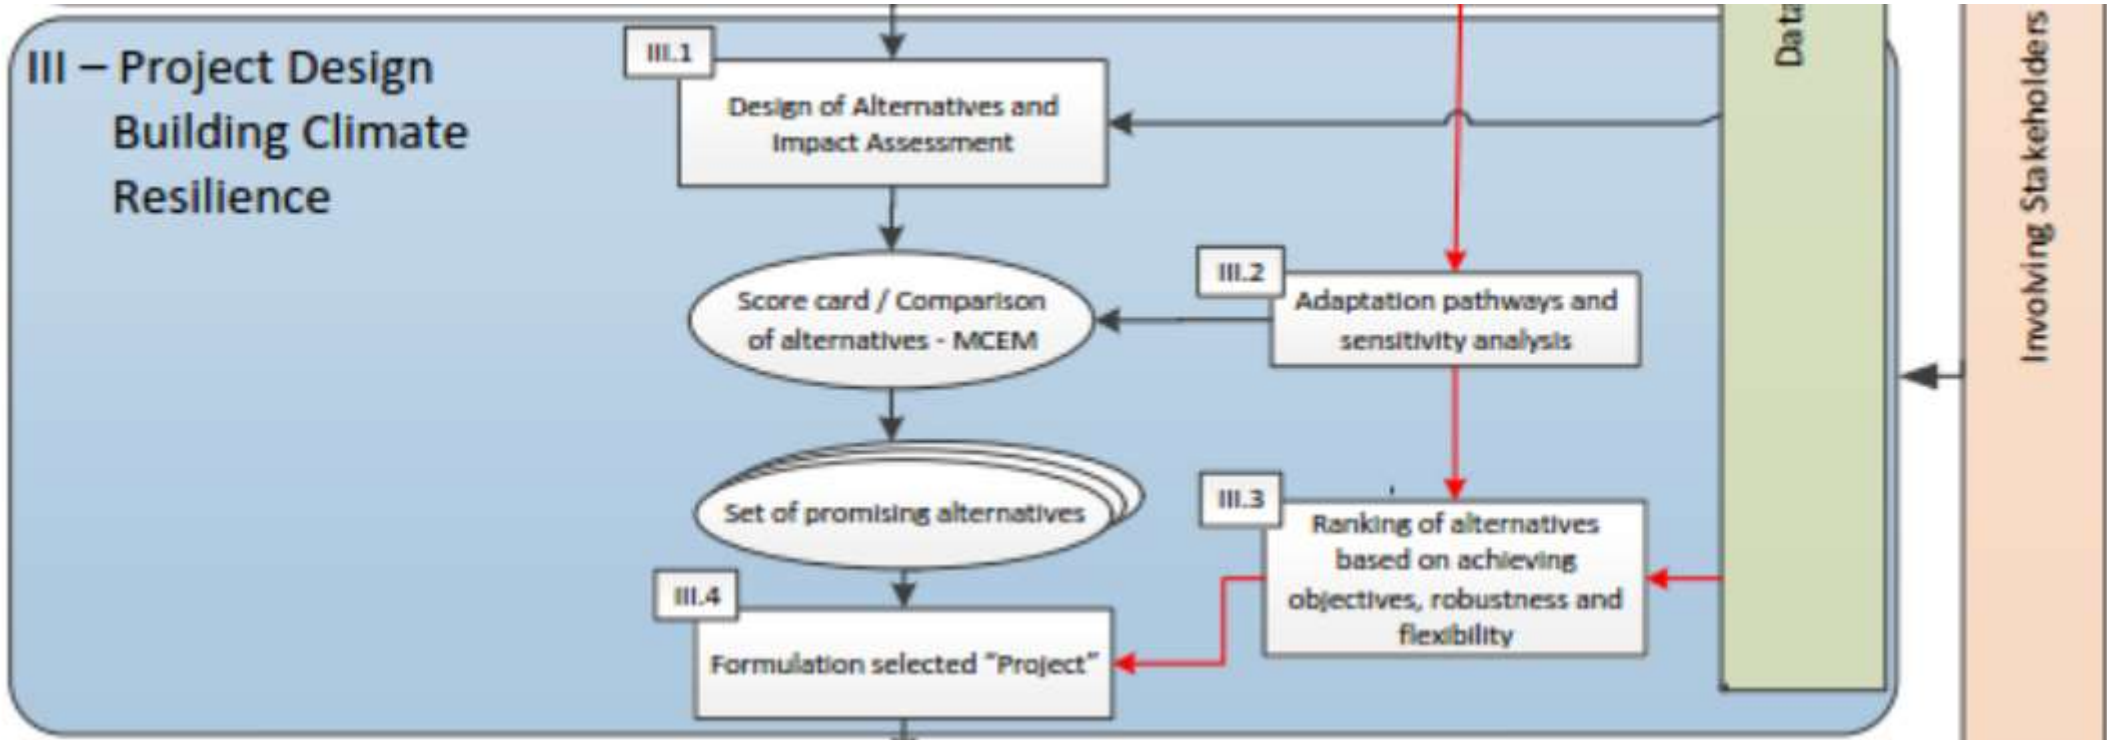 III – Project Design
Building Climate
Resilience
III.1
Design of Alternatives and
Impact Assessment
Score card / Comparison
of alternatives - MCEM
III.2
Adaptation pathways and
sensitivity analysis
Set of promising alternatives
III.3
Ranking of alternatives
based on achieving
objectives, robustness and
flexibility
III.4
Formulation selected “Project”
Data
Involving Stakeholders